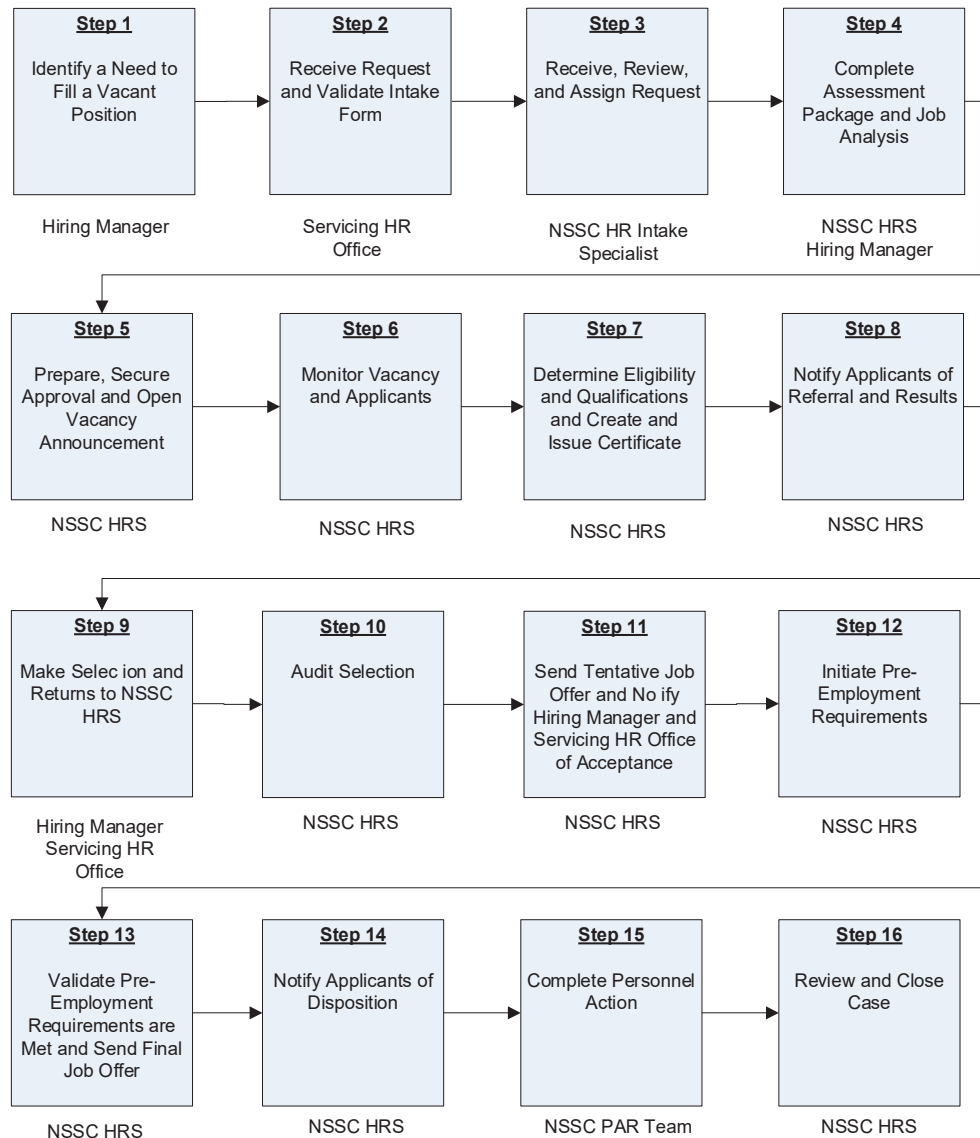 Step 1
Identify a Need to
Fill a Vacant
Position
Hiring Manager
Step 2
Receive Request
and Validate Intake
Form
Servicing HR
Office
Step 3
Receive, Review,
and Assign Request
NSSC HR Intake
Specialist
Step 4
Complete
Assessment
Package and Job
Analysis
NSSC HRS
Hiring Manager
Step 5
Prepare, Secure
Approval and Open
Vacancy
Announcement
NSSC HRS
Step 6
Monitor Vacancy
and Applicants
NSSC HRS
Step 7
Determine Eligibility
and Qualifications
and Create and
Issue Certificate
NSSC HRS
Step 8
Notify Applicants of
Referral and Results
NSSC HRS
Step 9
Make Selec ion and
Returns to NSSC
HRS
Hiring Manager
Servicing HR
Office
Step 10
Audit Selection
NSSC HRS
Step 11
Send Tentative Job
Offer and No ify
Hiring Manager and
Servicing HR Office
of Acceptance
NSSC HRS
Step 12
Initiate Pre-
Employment
Requirements
NSSC HRS
Step 13
Validate Pre-
Employment
Requirements are
Met and Send Final
Job Offer
NSSC HRS
Step 14
Notify Applicants of
Disposition
NSSC HRS
Step 15
Complete Personnel
Action
NSSC PAR Team
Step 16
Review and Close
Case
NSSC HRS